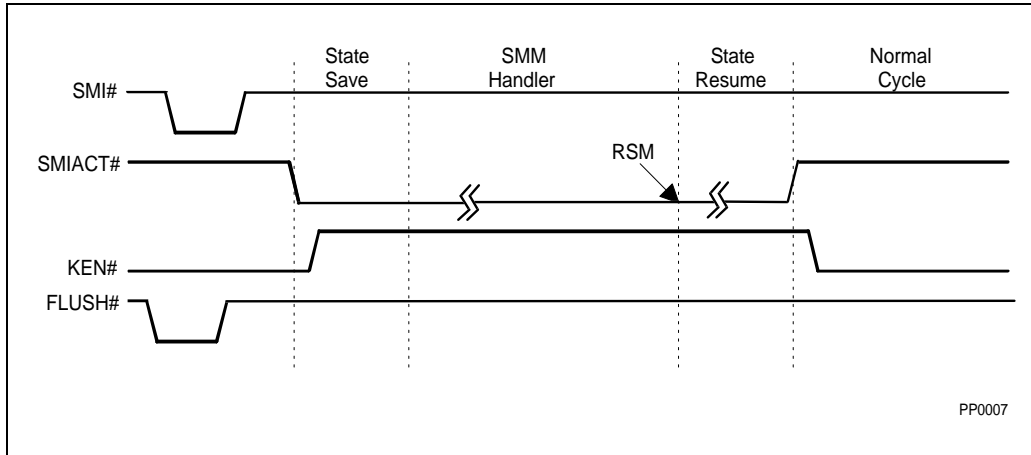 State
Save
SMM
Handler
State
Resume
Normal
Cycle
SMI#
SMIACT#
RSM
KEN#
FLUSH#
PP0007